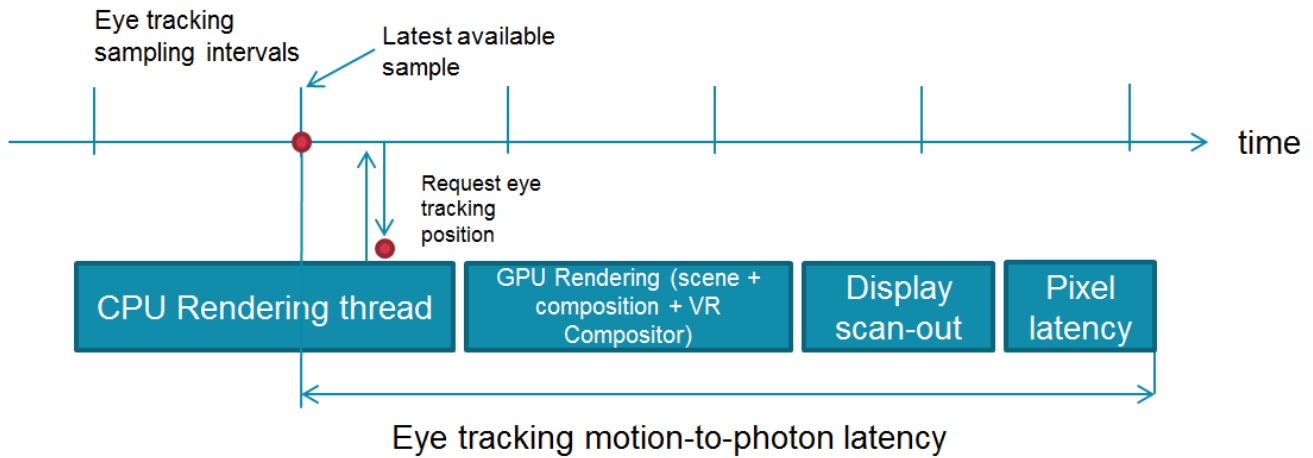 Eye tracking
sampling intervals
Latest available
sample
time
Request eye
tracking
position
CPU Rendering thread
GPU Rendering (scene +
composition + VR
Compositor)
Display
scan-out
Pixel
latency
Eye tracking motion-to-photon latency